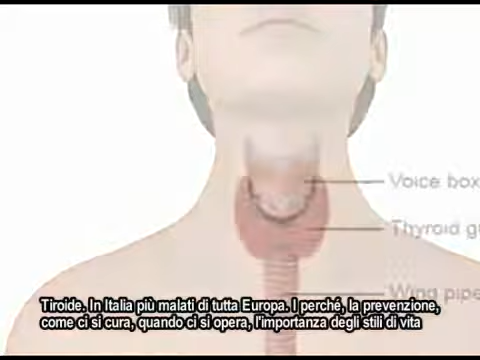 Voice box
Thyroid
Wing pipe
Tiroide. In Italia più malati di tutta Europa. I perché, la prevenzione,
come ci si cura, quando ci si opera, l'importanza degli stili di vita